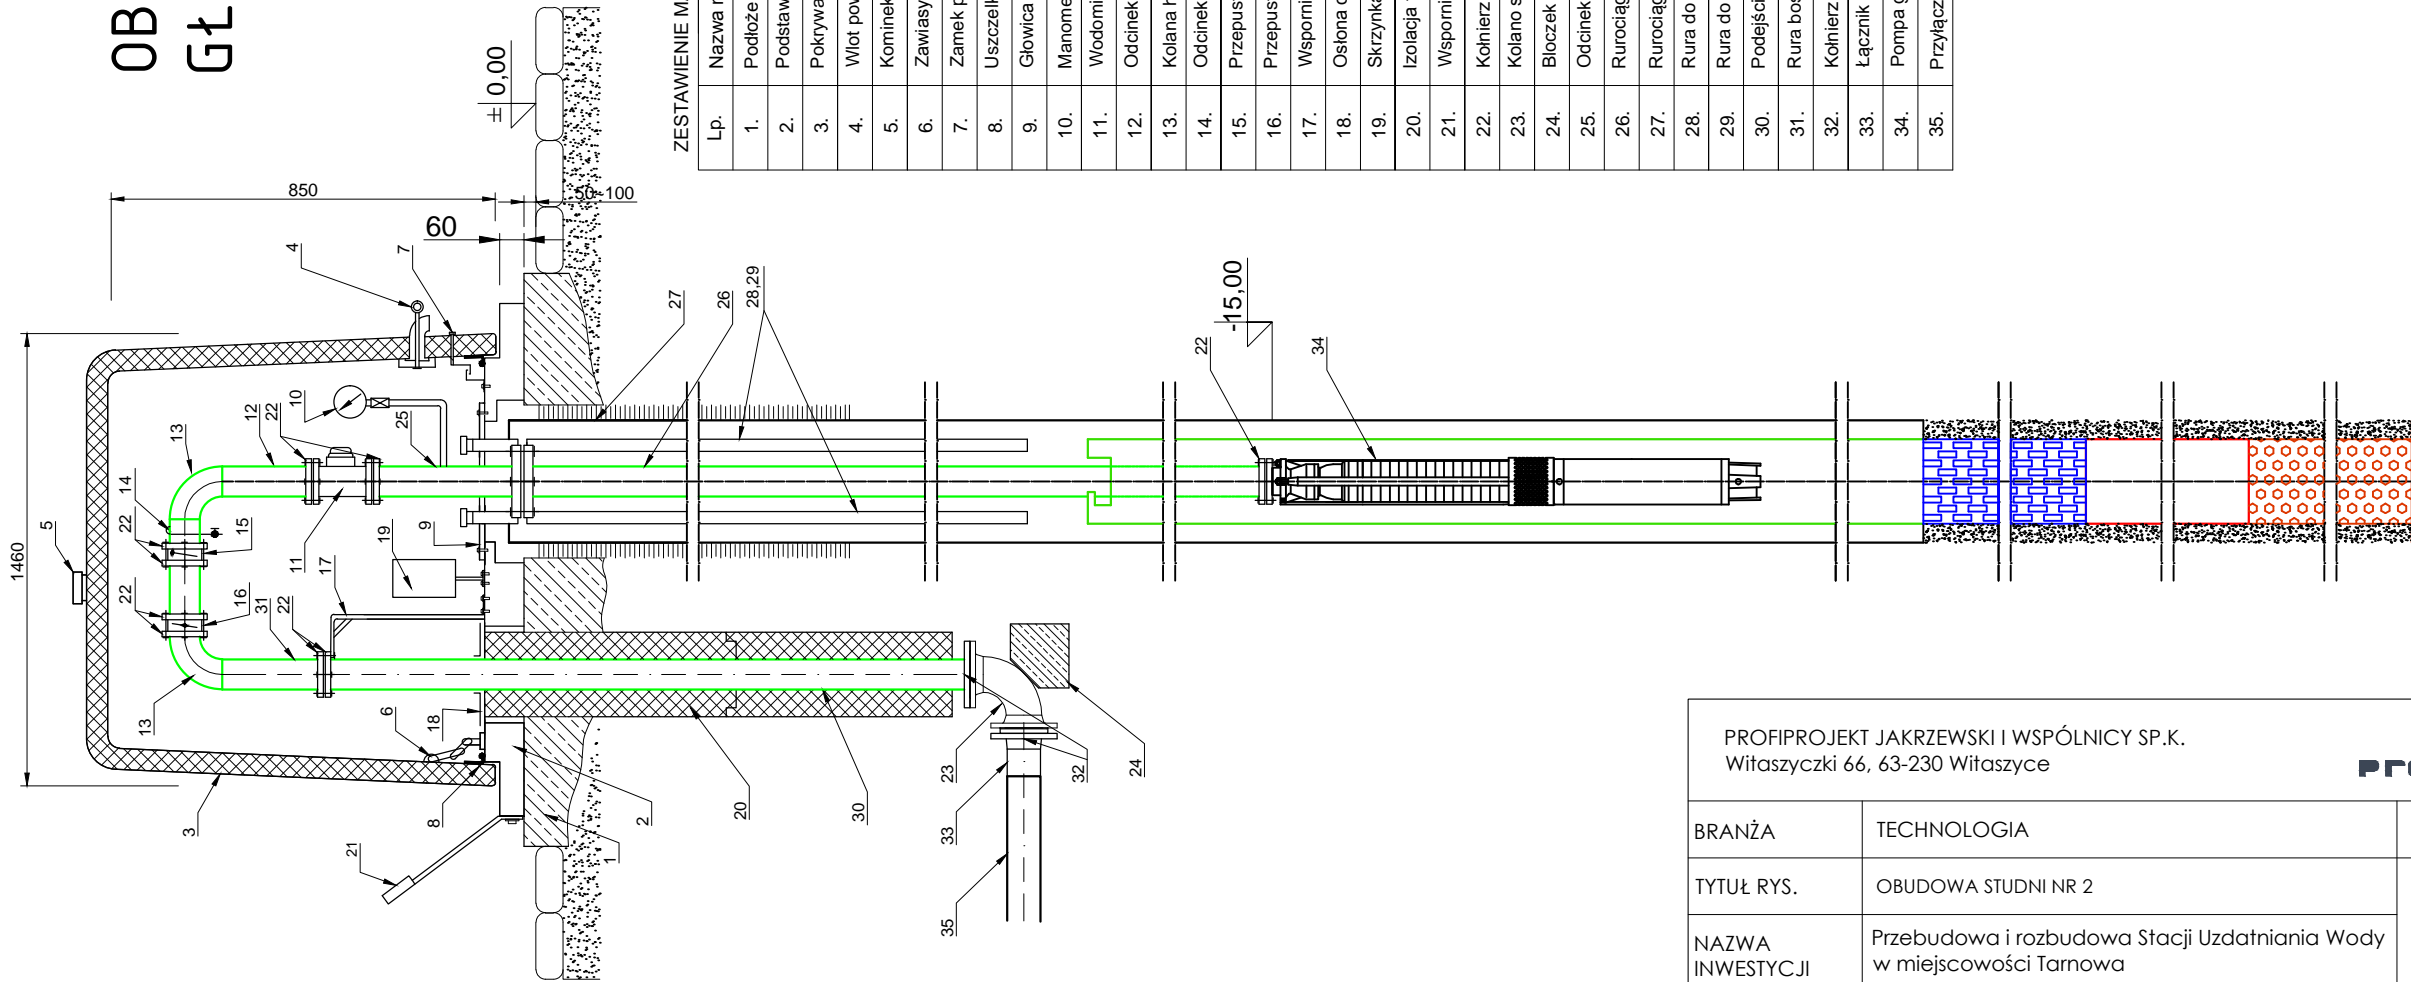 OB
GŁ
± 0,00
850
50-100
60
1460
-15,00
4
7
5
14
13
12
22
10
25
22
15
11
19
9
17
22
16
31
22
13
6
18
3
8
21
2
1
20
30
23
33
32
24
35
27
26
28,29
22
34
ZESTAWIENIE M
Lp. Nazwa
1. Podłoże
2. Podstaw
3. Pokrywa
4. Wlot pow
5. Kominek
6. Zawiasy
7. Zamek p
8. Uszczelk
9. Głowica
10. Manome
11. Wodomi
12. Odcinek
13. Kolana h
14. Odcinek
15. Przepus
16. Przepus
17. Wsporni
18. Osłona o
19. Skrzynka
20. Izolacja
21. Wsporni
22. Kołnierz
23. Kolano s
24. Bloczek
25. Odcinek
26. Rurociąg
27. Rurociąg
28. Rura do
29. Rura do
30. Podejści
31. Rura bos
32. Kołnierz
33. Łącznik
34. Pompa g
35. Przyłącz
PROFIPROJEKT JAKRZEWSKI I WSPÓLNICY SP.K.
Witaszyczki 66, 63-230 Witaszyce
pro
BRANŻA TECHNOLOGIA
TYTUŁ RYS. OBUDOWA STUDNI NR 2
NAZWA INWESTYCJI Przebudowa i rozbudowa Stacji Uzdatniania Wody
w miejscowości Tarnowa